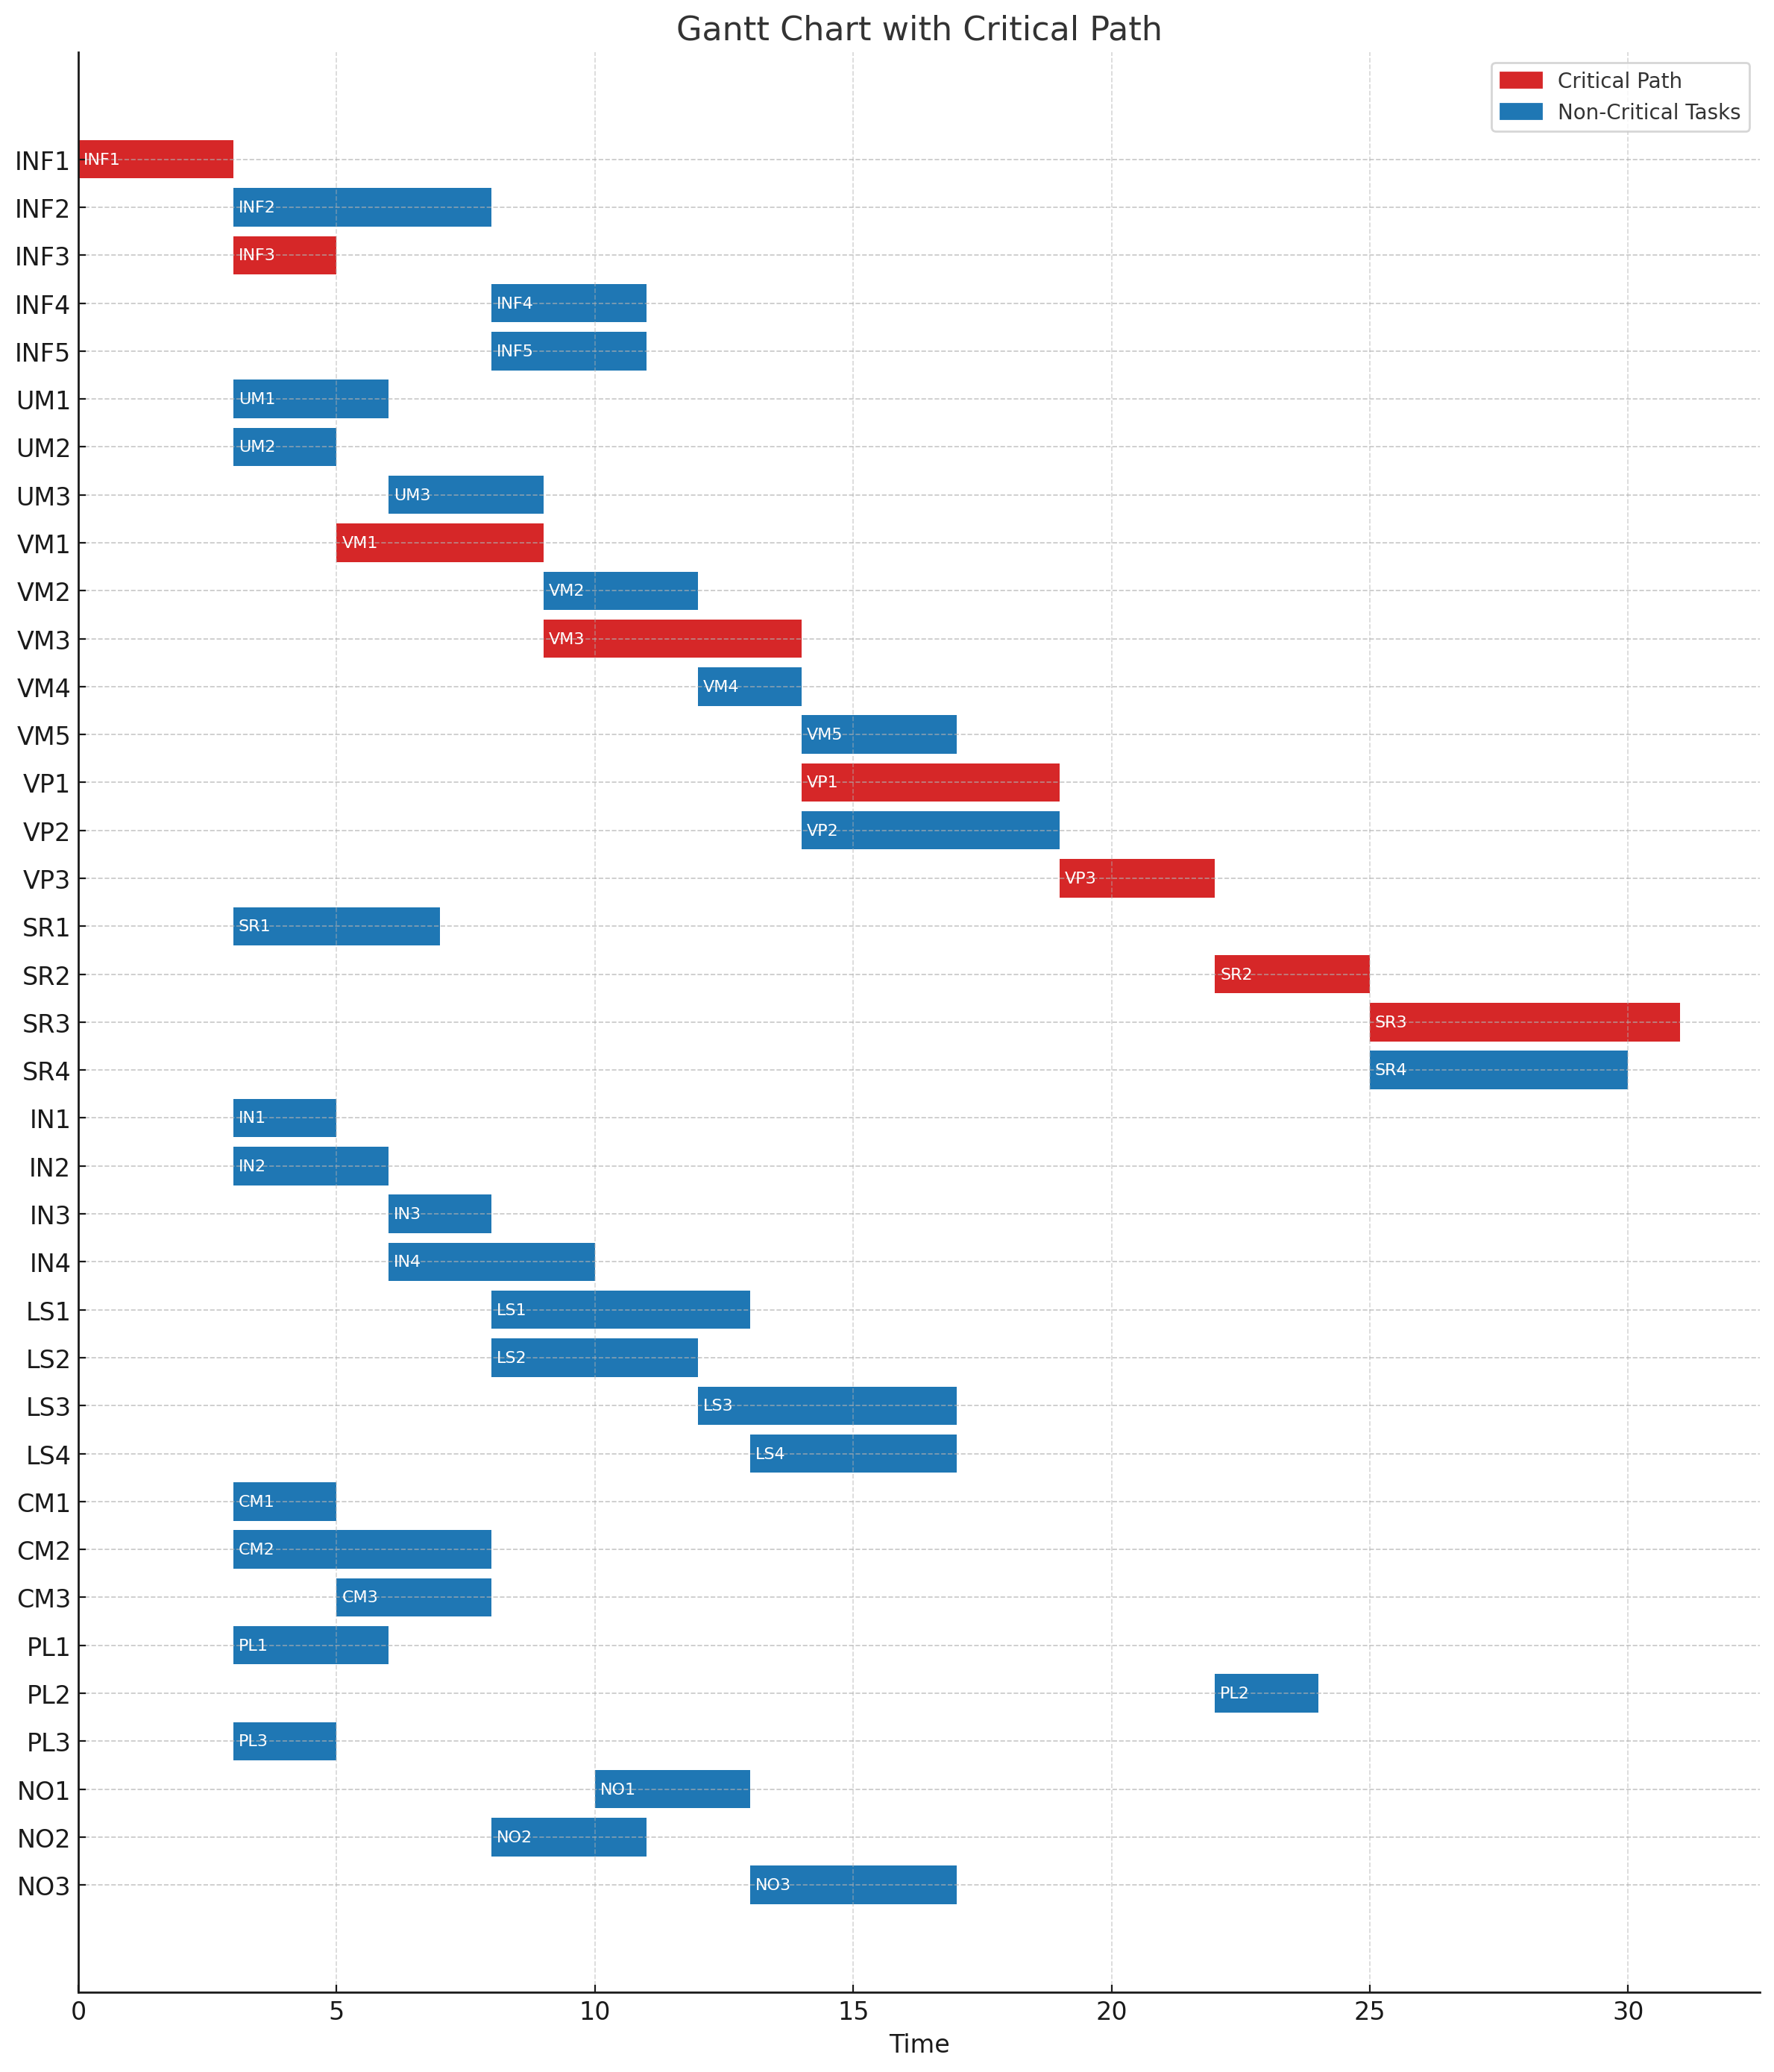 Gantt Chart with Critical Path
Critical Path
Non-Critical Tasks
INF1 INF1
INF2 INF2
INF3 INF3
INF4 INF4
INF5 INF5
UM1 UM1
UM2 UM2
UM3 UM3
VM1 VM1
VM2 VM2
VM3 VM3
VM4 VM4
VM5 VM5
VP1 VP1
VP2 VP2
VP3 VP3
SR1 SR1
SR2 SR2
SR3 SR3
SR4 SR4
IN1 IN1
IN2 IN2
IN3 IN3
IN4 IN4
LS1 LS1
LS2 LS2
LS3 LS3
LS4 LS4
CM1 CM1
CM2 CM2
CM3 CM3
PL1 PL1
PL2 PL2
PL3 PL3
NO1 NO1
NO2 NO2
NO3 NO3
0 5 10 15 20 25 30
Time